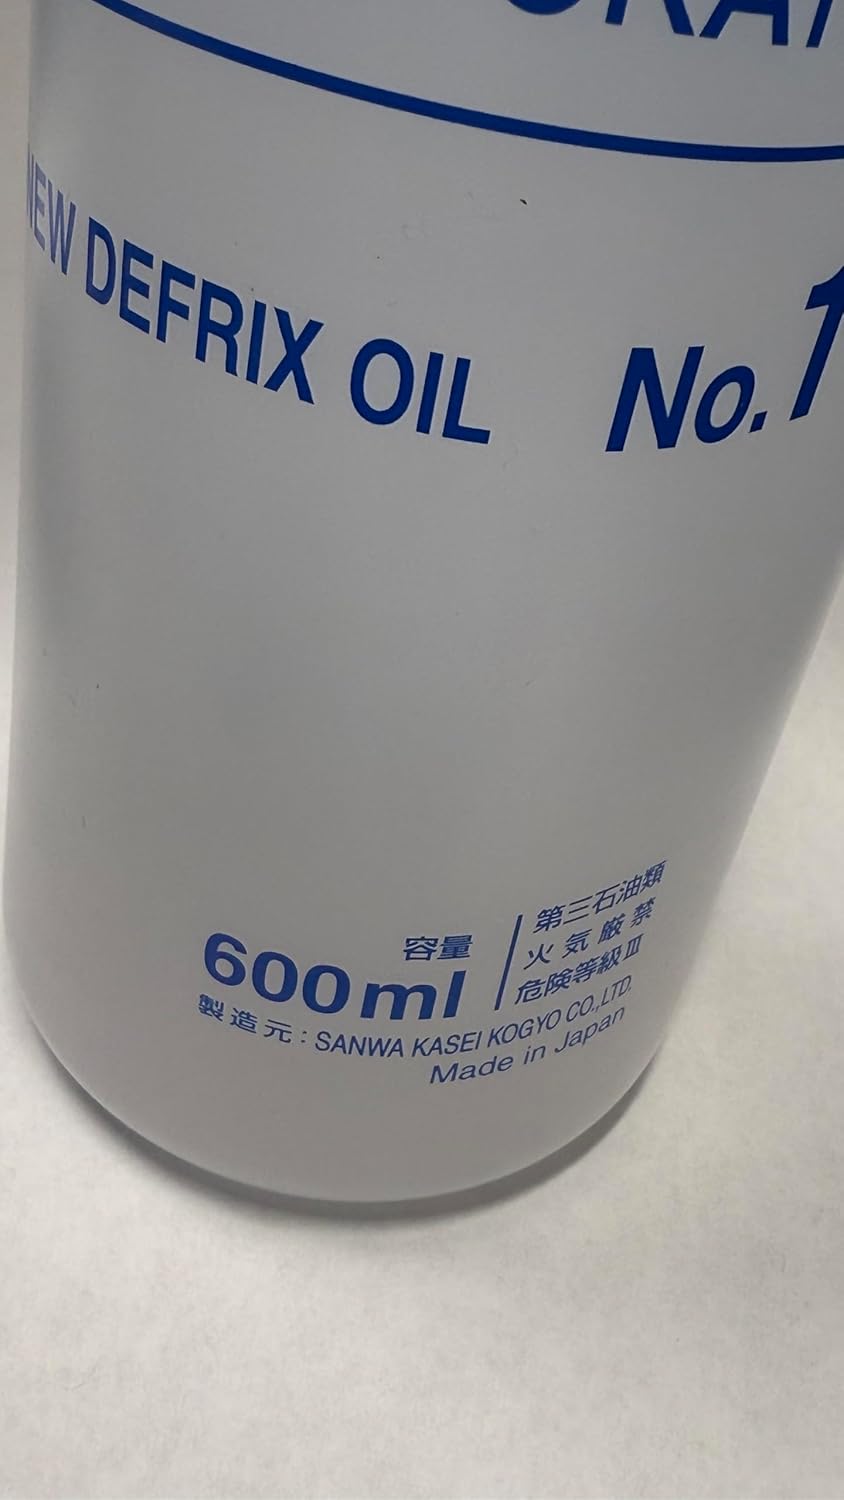 NEW DEFRIX OIL No.1
容量
600ml
第三石油類
火気厳禁
危険等級Ⅲ
製造元：SANWA KASEI KOGYO CO.,LTD.
Made in Japan